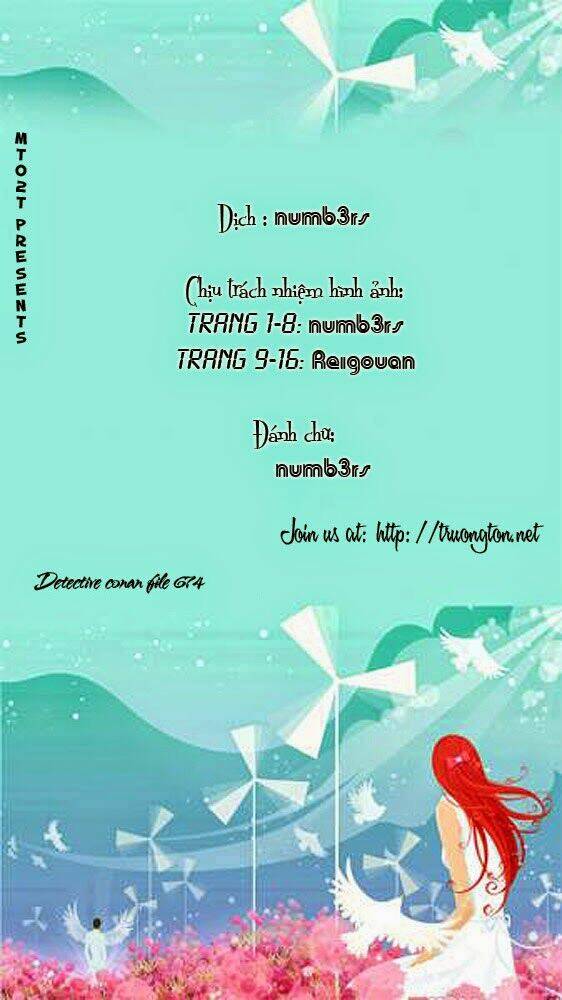 MTO2T PRESENTS
Dịch : numb3rs
Chịu trách nhiệm hình ảnh:
TRANG 1-8: numb3rs
TRANG 9-16: Reigouan
Đánh chữ:
numb3rs
Join us at: http://truongton.net
Detective conan file 674